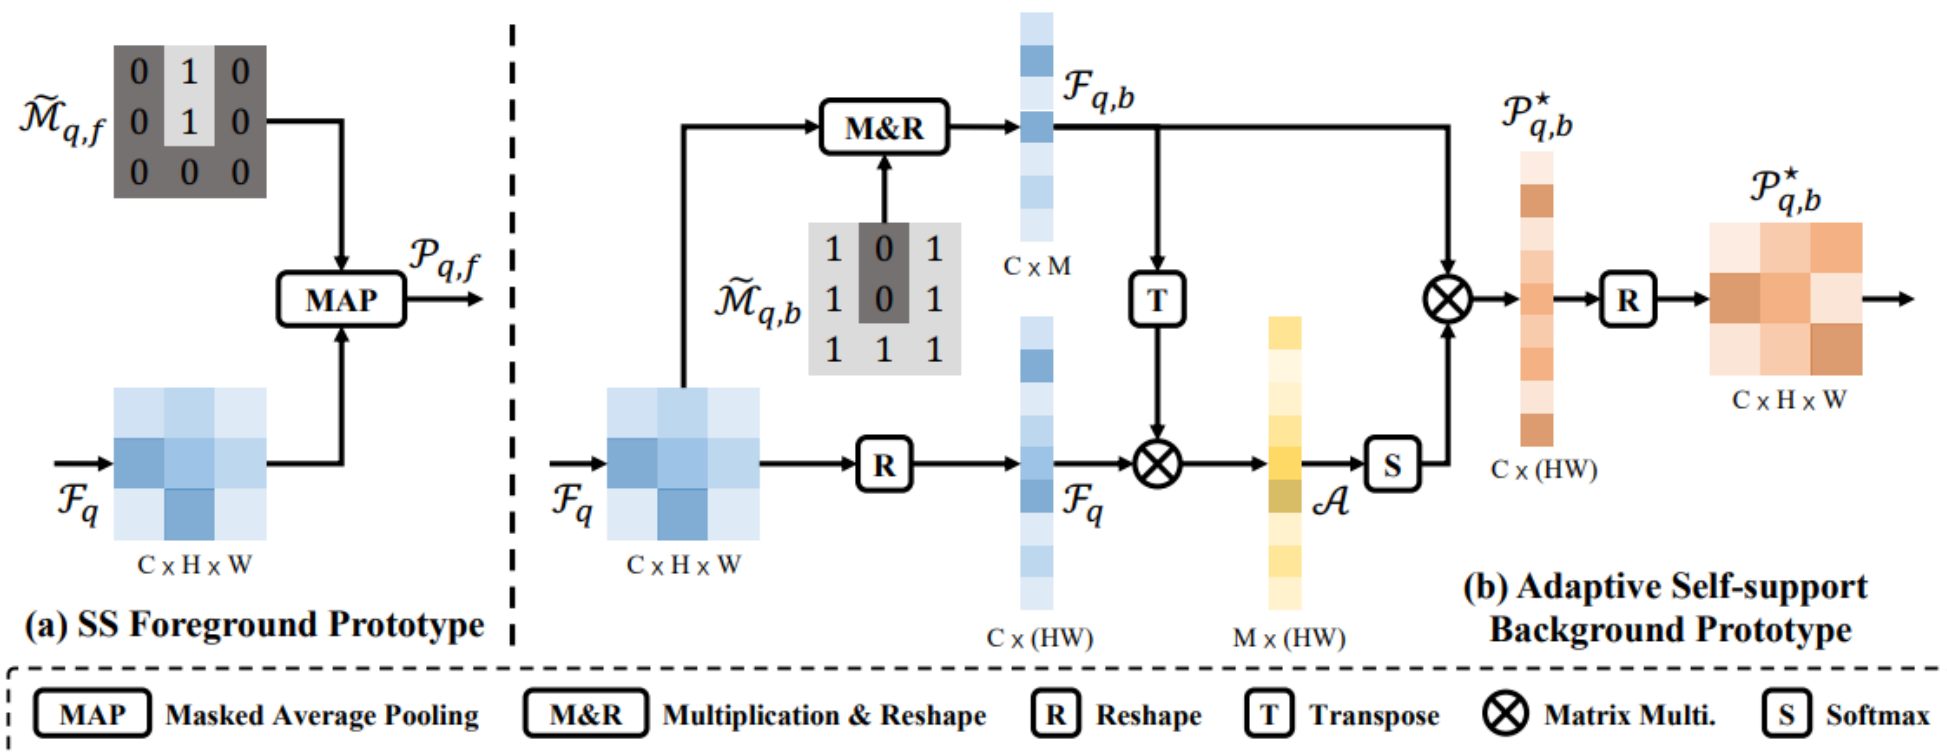 0 1 0
M̃q,f 0 1 0
0 0 0
Pq,f
MAP
Fq
C x H x W
(a) SS Foreground Prototype
M&R
Fq,b
C x M
1 0 1
M̃q,b 1 0 1
1 1 1
T
P*q,b
R
P*q,b
C x H x W
C x (HW)
Fq
R
Fq
A
S
C x H x W
C x (HW)
M x (HW)
(b) Adaptive Self-support
Background Prototype
MAP Masked Average Pooling M&R Multiplication & Reshape R Reshape T Transpose ⊗ Matrix Multi. S Softmax